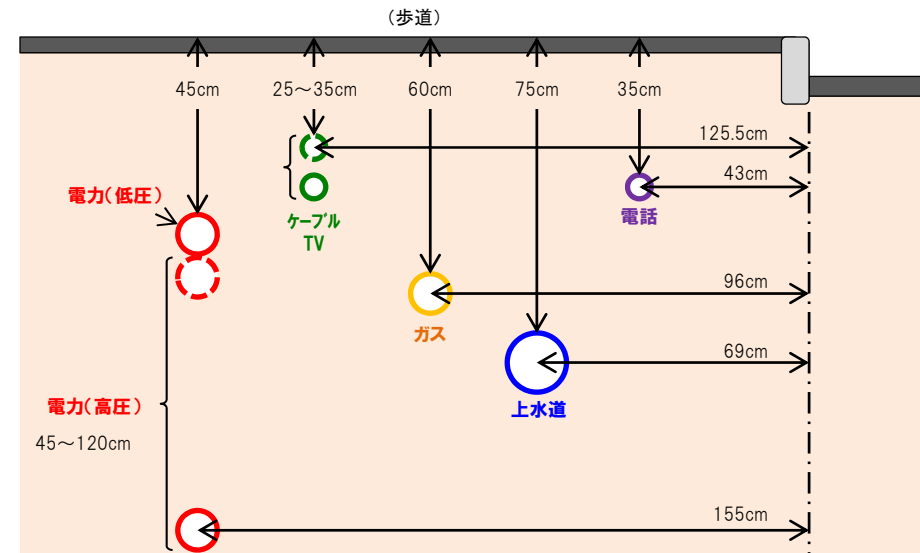 （歩道）
45cm
25～35cm
60cm
75cm
35cm
125.5cm
43cm
電力（低圧）
ケーブル
TV
電話
96cm
ガス
69cm
上水道
電力（高圧）
45～120cm
155cm